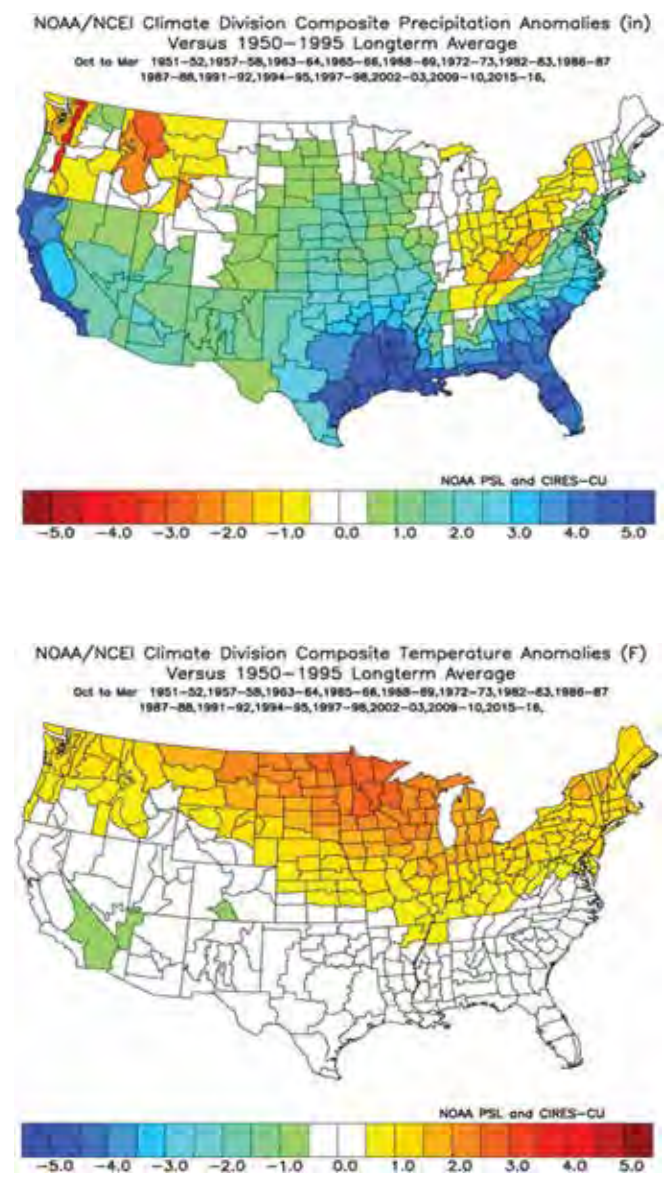 NOAA/NCEI Climate Division Composite Precipitation Anomalies (in)
Versus 1950-1995 Longterm Average
Oct to Mar 1951-52,1957-58,1963-64,1965-66,1968-69,1972-73,1982-83,1986-87
1987-88,1991-92,1994-95,1997-98,2002-03,2009-10,2015-16,
NOAA PSL and CIRES-CU
-5.0 -4.0 -3.0 -2.0 -1.0 0.0 1.0 2.0 3.0 4.0 5.0
NOAA/NCEI Climate Division Composite Temperature Anomalies (F)
Versus 1950-1995 Longterm Average
Oct to Mar 1951-52,1957-58,1963-64,1965-66,1968-69,1972-73,1982-83,1986-87
1987-88,1991-92,1994-95,1997-98,2002-03,2009-10,2015-16,
NOAA PSL and CIRES-CU
-5.0 -4.0 -3.0 -2.0 -1.0 0.0 1.0 2.0 3.0 4.0 5.0